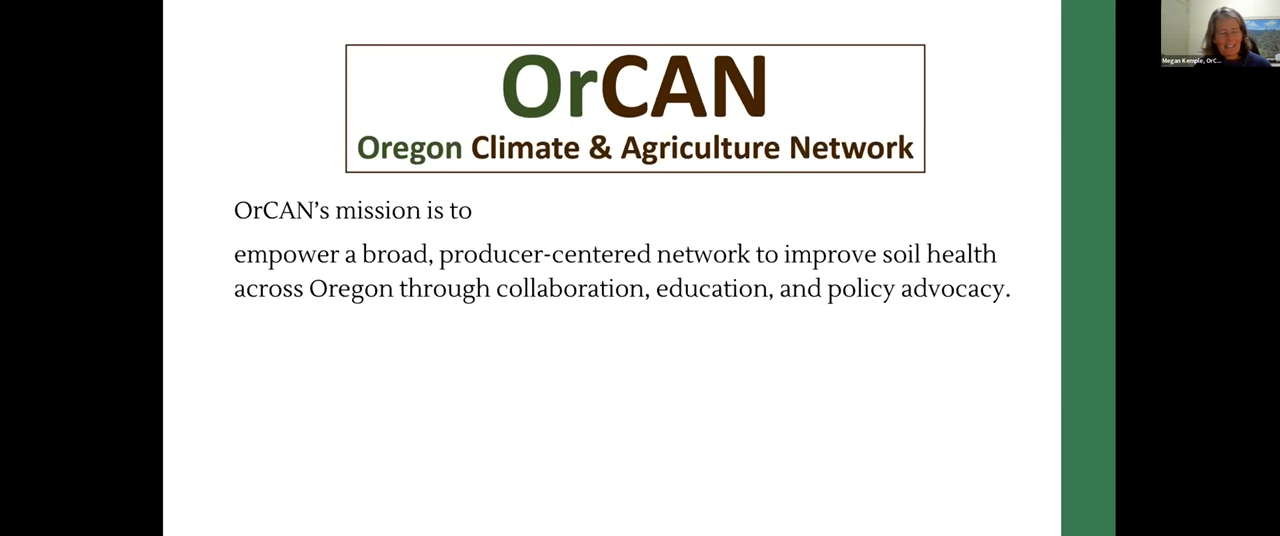 OrCAN
Oregon Climate & Agriculture Network
Megan Kemple, OrC...
OrCAN’s mission is to
empower a broad, producer-centered network to improve soil health
across Oregon through collaboration, education, and policy advocacy.